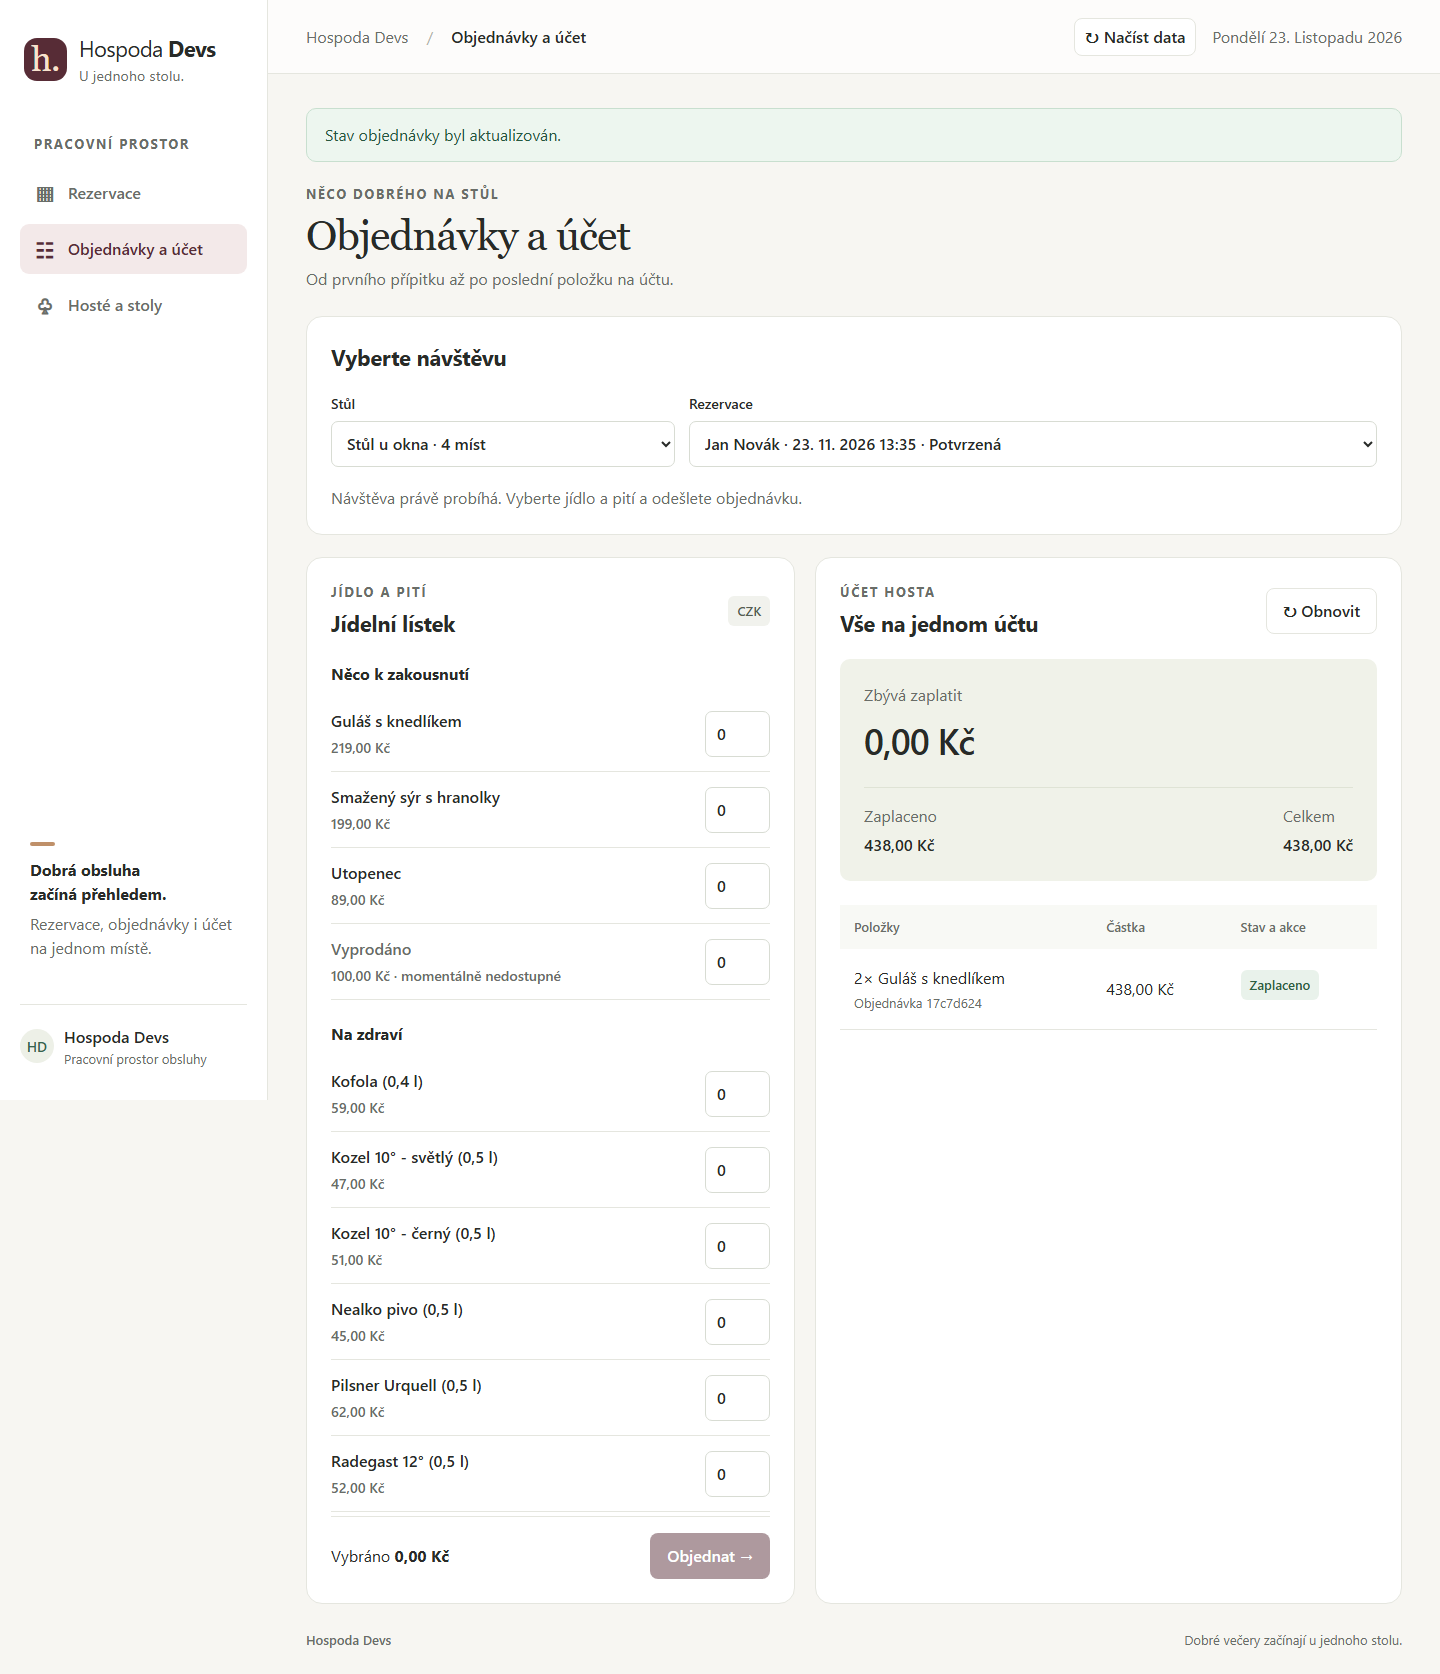 h.
Hospoda Devs
U jednoho stolu.
PRACOVNÍ PROSTOR
Rezervace
Objednávky a účet
Hosté a stoly
Dobrá obsluha
začíná přehledem.
Rezervace, objednávky i účet
na jednom místě.
HD
Hospoda Devs
Pracovní prostor obsluhy
Hospoda Devs / Objednávky a účet
↻ Načíst data
Pondělí 23. Listopadu 2026
Stav objednávky byl aktualizován.
NĚCO DOBRÉHO NA STŮL
Objednávky a účet
Od prvního přípitku až po poslední položku na účtu.
Vyberte návštěvu
Stůl
Stůl u okna · 4 míst
Rezervace
Jan Novák · 23. 11. 2026 13:35 · Potvrzená
Návštěva právě probíhá. Vyberte jídlo a pití a odešlete objednávku.
JÍDLO A PITÍ
Jídelní lístek
CZK
Něco k zakousnutí
Guláš s knedlíkem
219,00 Kč
0
Smažený sýr s hranolky
199,00 Kč
0
Utopenec
89,00 Kč
0
Vyprodáno
100,00 Kč · momentálně nedostupné
0
Na zdraví
Kofola (0,4 l)
59,00 Kč
0
Kozel 10° - světlý (0,5 l)
47,00 Kč
0
Kozel 10° - černý (0,5 l)
51,00 Kč
0
Nealko pivo (0,5 l)
45,00 Kč
0
Pilsner Urquell (0,5 l)
62,00 Kč
0
Radegast 12° (0,5 l)
52,00 Kč
0
Vybráno 0,00 Kč
Objednat →
ÚČET HOSTA
Vše na jednom účtu
↻ Obnovit
Zbývá zaplatit
0,00 Kč
Zaplaceno
438,00 Kč
Celkem
438,00 Kč
Položky Částka Stav a akce
2× Guláš s knedlíkem
Objednávka 17c7d624
438,00 Kč
Zaplaceno
Hospoda Devs
Dobré večery začínají u jednoho stolu.